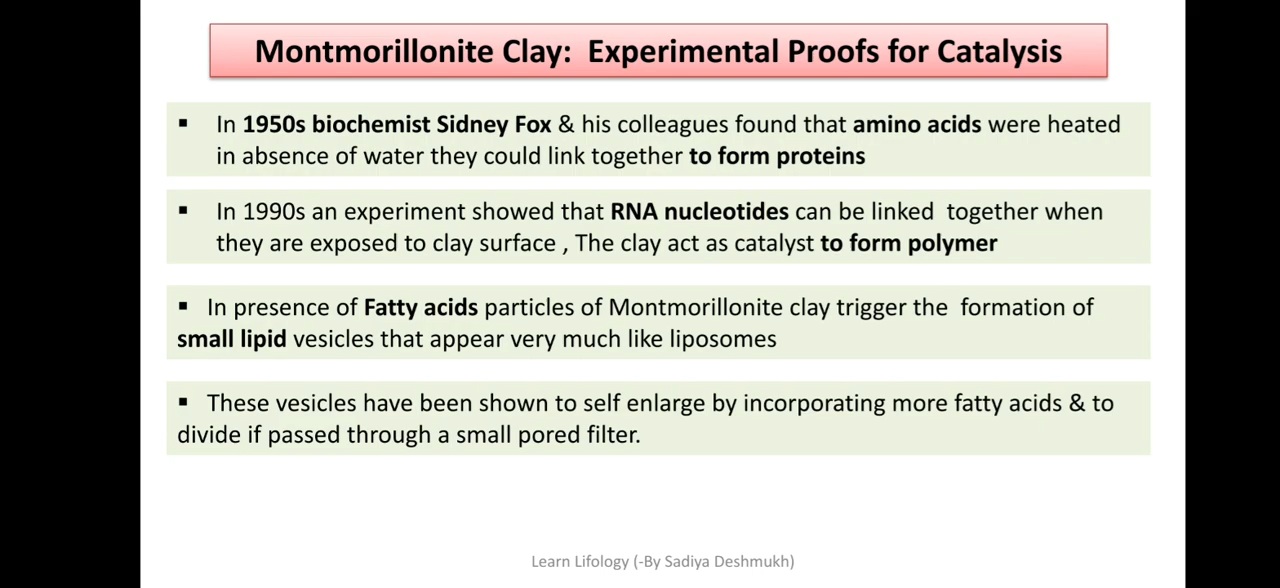 Montmorillonite Clay: Experimental Proofs for Catalysis
▪ In 1950s biochemist Sidney Fox & his colleagues found that amino acids were heated
in absence of water they could link together to form proteins
▪ In 1990s an experiment showed that RNA nucleotides can be linked together when
they are exposed to clay surface , The clay act as catalyst to form polymer
▪ In presence of Fatty acids particles of Montmorillonite clay trigger the formation of
small lipid vesicles that appear very much like liposomes
▪ These vesicles have been shown to self enlarge by incorporating more fatty acids & to
divide if passed through a small pored filter.
Learn Lifology (-By Sadiya Deshmukh)